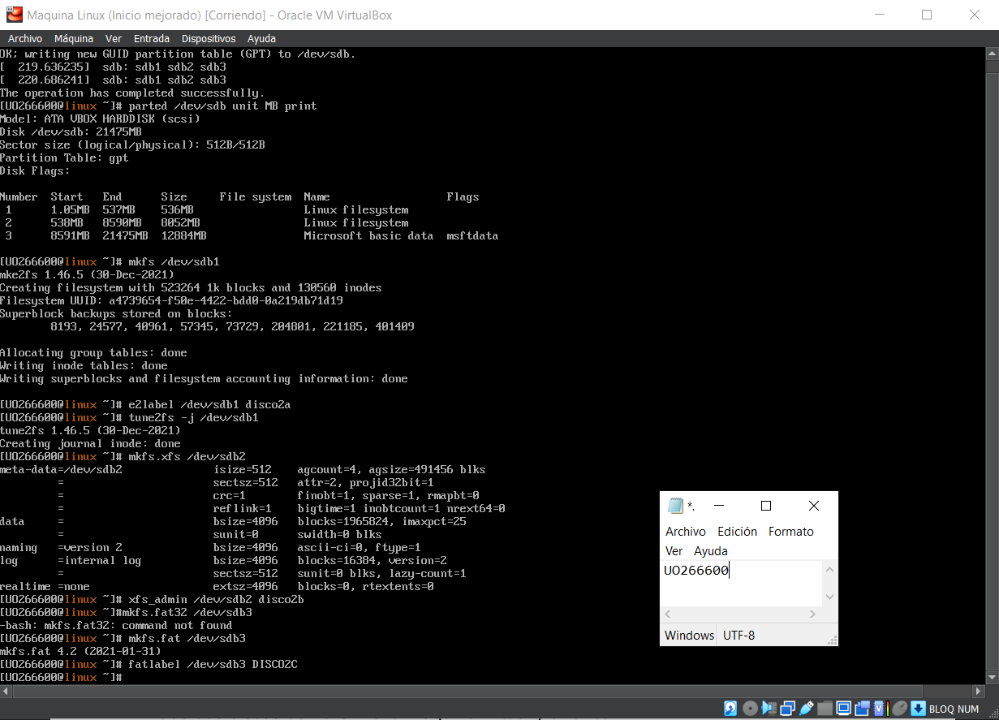 Maquina Linux (Inicio mejorado) [Corriendo] - Oracle VM VirtualBox
Archivo Máquina Ver Entrada Dispositivos Ayuda
OK; writing new GUID partition table (GPT) to /dev/sdb.
[  219.636235]  sdb: sdb1 sdb2 sdb3
[  220.686241]  sdb: sdb1 sdb2 sdb3
The operation has completed successfully.
[UO266600@linux ~]# parted /dev/sdb unit MB print
Model: ATA VBOX HARDDISK (scsi)
Disk /dev/sdb: 21475MB
Sector size (logical/physical): 512B/512B
Partition Table: gpt
Disk Flags:
Number  Start   End     Size     File system  Name                  Flags
1      1.05MB  537MB   536MB                 Linux filesystem
2      538MB   8590MB  8052MB                Linux filesystem
3      8591MB  21475MB  12884MB              Microsoft basic data  msftdata
[UO266600@linux ~]# mkfs /dev/sdb1
mke2fs 1.46.5 (30-Dec-2021)
Creating filesystem with 523264 1k blocks and 130560 inodes
Filesystem UUID: a4739654-f50e-4422-bdd0-0a219db71d19
Superblock backups stored on blocks:
8193, 24577, 40961, 57345, 73729, 204801, 221185, 401409
Allocating group tables: done
Writing inode tables: done
Writing superblocks and filesystem accounting information: done
[UO266600@linux ~]# e2label /dev/sdb1 disco2a
[UO266600@linux ~]# tune2fs -j /dev/sdb1
tune2fs 1.46.5 (30-Dec-2021)
Creating journal inode: done
[UO266600@linux ~]# mkfs.xfs /dev/sdb2
meta-data=/dev/sdb2              isize=512    agcount=4, agsize=491456 blks
=                       sectsz=512   attr=2, projid32bit=1
=                       crc=1        finobt=1, sparse=1, rmapbt=0
=                       reflink=1    bigtime=1 inobtcount=1 nrext64=0
data     =                       bsize=4096   blocks=1965824, imaxpct=25
=                       sunit=0      swidth=0 blks
naming   =version 2              bsize=4096   ascii-ci=0, ftype=1
log      =internal log           bsize=4096   blocks=16384, version=2
=                       sectsz=512   sunit=0 blks, lazy-count=1
realtime =none                   extsz=4096   blocks=0, rtextents=0
[UO266600@linux ~]# xfs_admin /dev/sdb2 disco2b
[UO266600@linux ~]#mkfs.fat32 /dev/sdb3
-bash: mkfs.fat32: command not found
[UO266600@linux ~]# mkfs.fat /dev/sdb3
mkfs.fat 4.2 (2021-01-31)
[UO266600@linux ~]# fatlabel /dev/sdb3 DISCO2C
[UO266600@linux ~]#
*.
Archivo Edición Formato
Ver Ayuda
UO266600
Windows UTF-8
BLOQ NUM